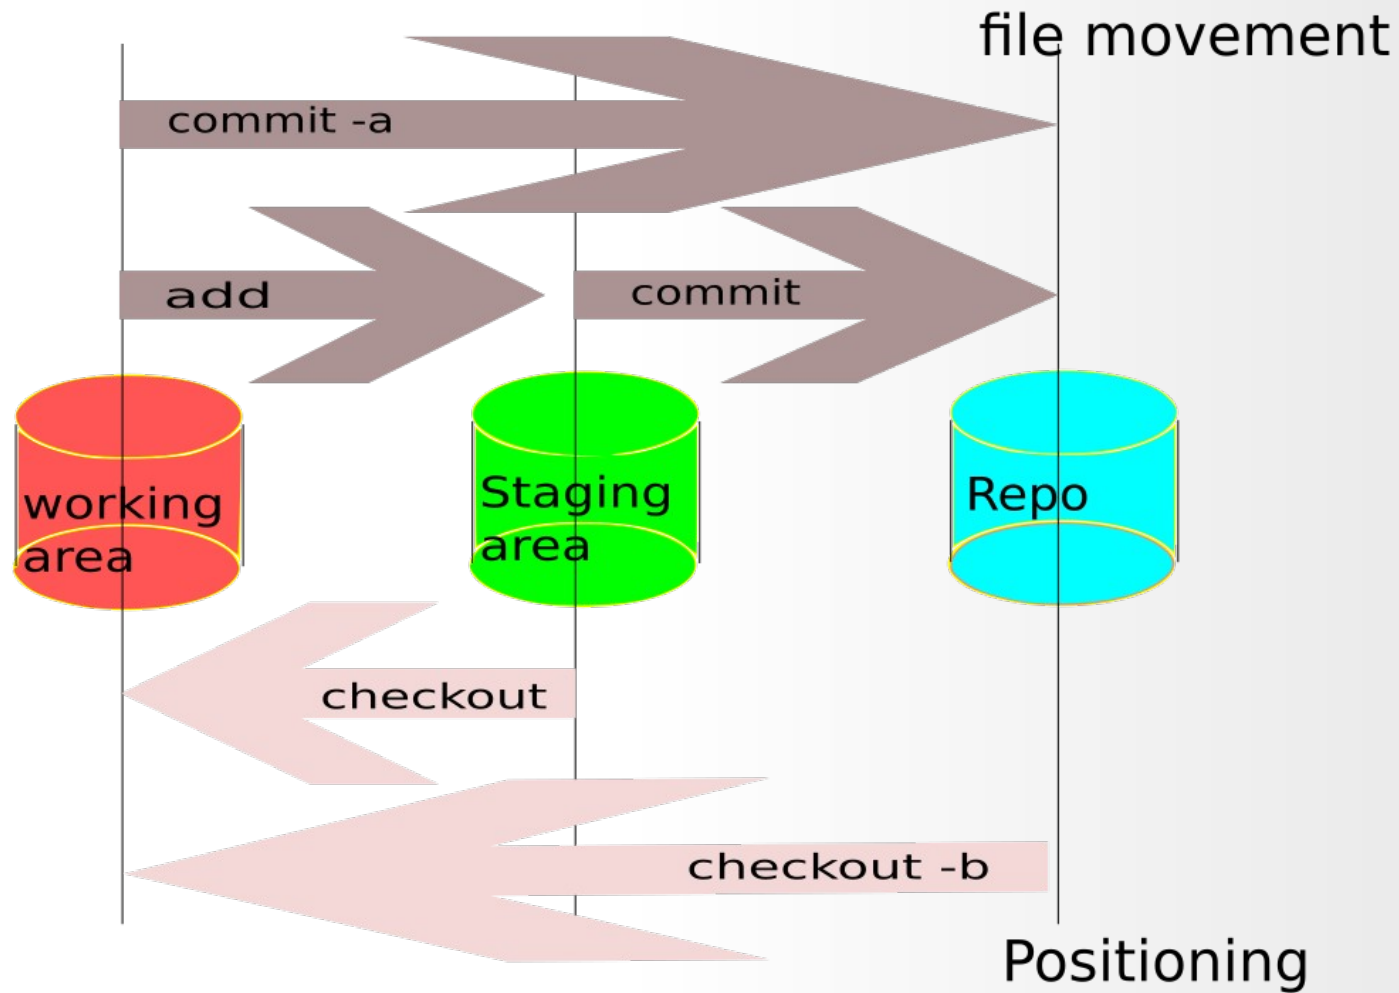 file movement
commit -a
add
commit
working
area
Staging
area
Repo
checkout
checkout -b
Positioning